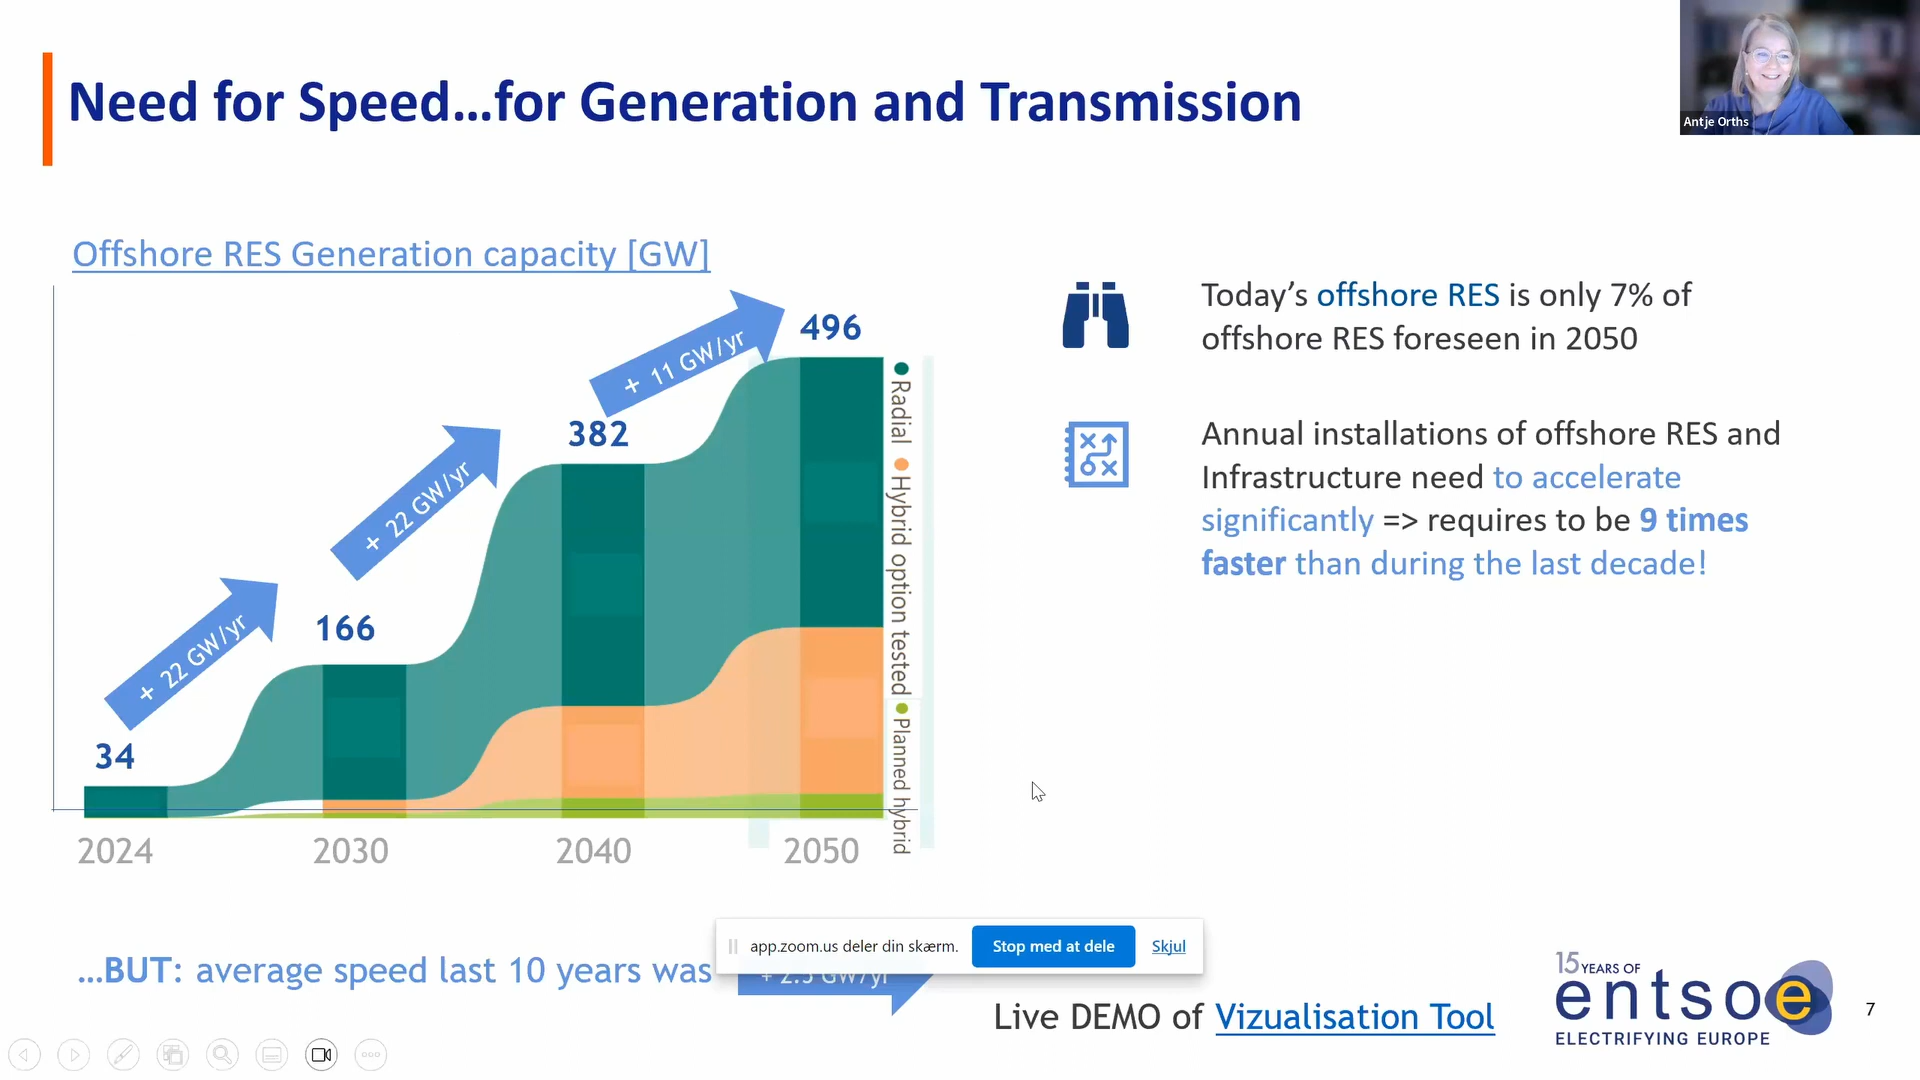 Need for Speed...for Generation and Transmission
Antje Orths
Offshore RES Generation capacity [GW]
+ 22 GW/yr
+ 22 GW/yr
+ 11 GW/yr
34
166
382
496
Radial
Hybrid option tested
Planned hybrid
2024
2030
2040
2050
Today’s offshore RES is only 7% of
offshore RES foreseen in 2050
Annual installations of offshore RES and
Infrastructure need to accelerate
significantly => requires to be 9 times
faster than during the last decade!
...BUT: average speed last 10 years was
+ 2.5 GW/yr
app.zoom.us deler din skærm.
Stop med at dele
Skjul
Live DEMO of Vizualisation Tool
15 YEARS OF
entsoe
ELECTRIFYING EUROPE
7